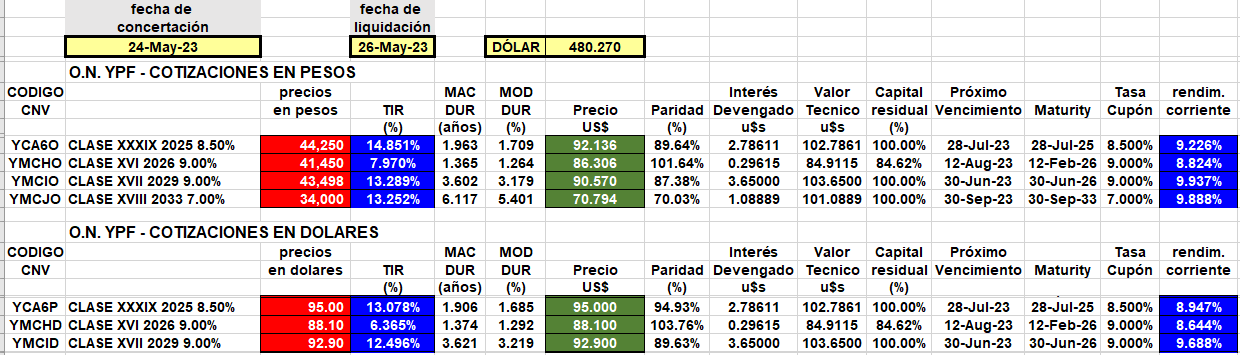 fecha de fecha de
concertación liquidación
24-May-23 26-May-23 DÓLAR 480.270
O.N. YPF - COTIZACIONES EN PESOS
CODIGO precios MAC MOD Interés Valor Capital Próximo Tasa rendim.
CNV en pesos TIR DUR DUR Precio Paridad Devengado Tecnico residual Vencimiento Maturity Cupón corriente
(%) (años) (%) US$ (%) u$s u$s (%)
YCA6O CLASE XXXIX 2025 8.50% 44,250 14.851% 1.963 1.709 92.136 89.64% 2.78611 102.7861 100.00% 28-Jul-23 28-Jul-25 8.500% 9.226%
YMCHO CLASE XVI 2026 9.00% 41,450 7.970% 1.365 1.264 86.306 101.64% 0.29615 84.9115 84.62% 12-Aug-23 12-Feb-26 9.000% 8.824%
YMCIO CLASE XVII 2029 9.00% 43,498 13.289% 3.602 3.179 90.570 87.38% 3.65000 103.6500 100.00% 30-Jun-23 30-Jun-26 9.000% 9.937%
YMCJO CLASE XVIII 2033 7.00% 34,000 13.252% 6.117 5.401 70.794 70.03% 1.08889 101.0889 100.00% 30-Sep-23 30-Sep-33 7.000% 9.888%
O.N. YPF - COTIZACIONES EN DOLARES
CODIGO precios MAC MOD Interés Valor Capital Próximo Tasa rendim.
CNV en dolares TIR DUR DUR Precio Paridad Devengado Tecnico residual Vencimiento Maturity Cupón corriente
(%) (años) (%) US$ (%) u$s u$s (%)
YCA6P CLASE XXXIX 2025 8.50% 95.00 13.078% 1.906 1.685 95.000 94.93% 2.78611 102.7861 100.00% 28-Jul-23 28-Jul-25 8.500% 8.947%
YMCHD CLASE XVI 2026 9.00% 88.10 6.365% 1.374 1.292 88.100 103.76% 0.29615 84.9115 84.62% 12-Aug-23 12-Feb-26 9.000% 8.644%
YMCID CLASE XVII 2029 9.00% 92.90 12.496% 3.621 3.219 92.900 89.63% 3.65000 103.6500 100.00% 30-Jun-23 30-Jun-26 9.000% 9.688%